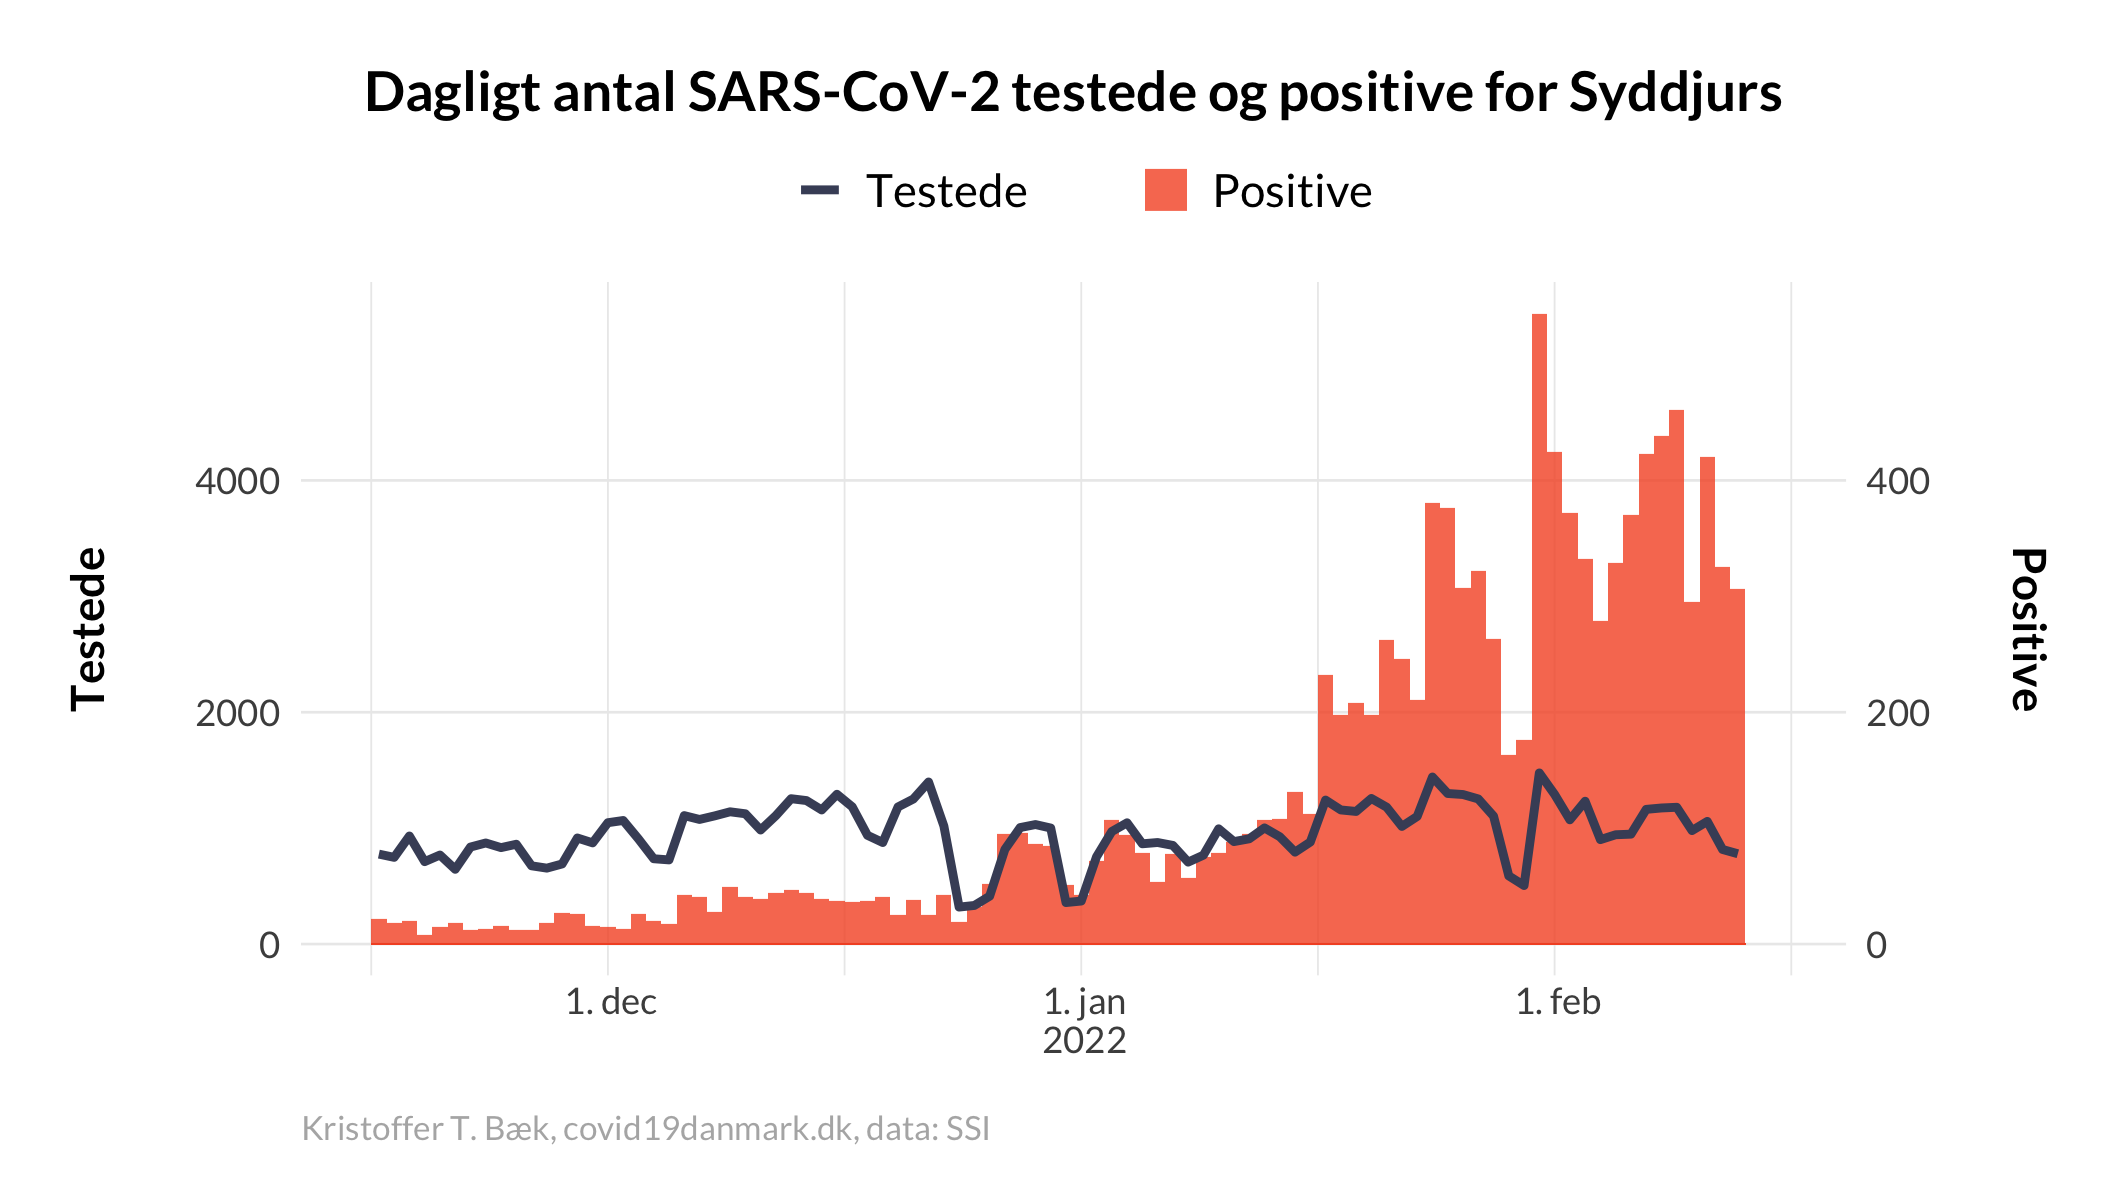 Dagligt antal SARS-CoV-2 testede og positive for Syddjurs
Testede
Positive
4000
2000
0
Testede
400
200
0
Positive
1. dec
1. jan
2022
1. feb
Kristoffer T. Bæk, covid19danmark.dk, data: SSI